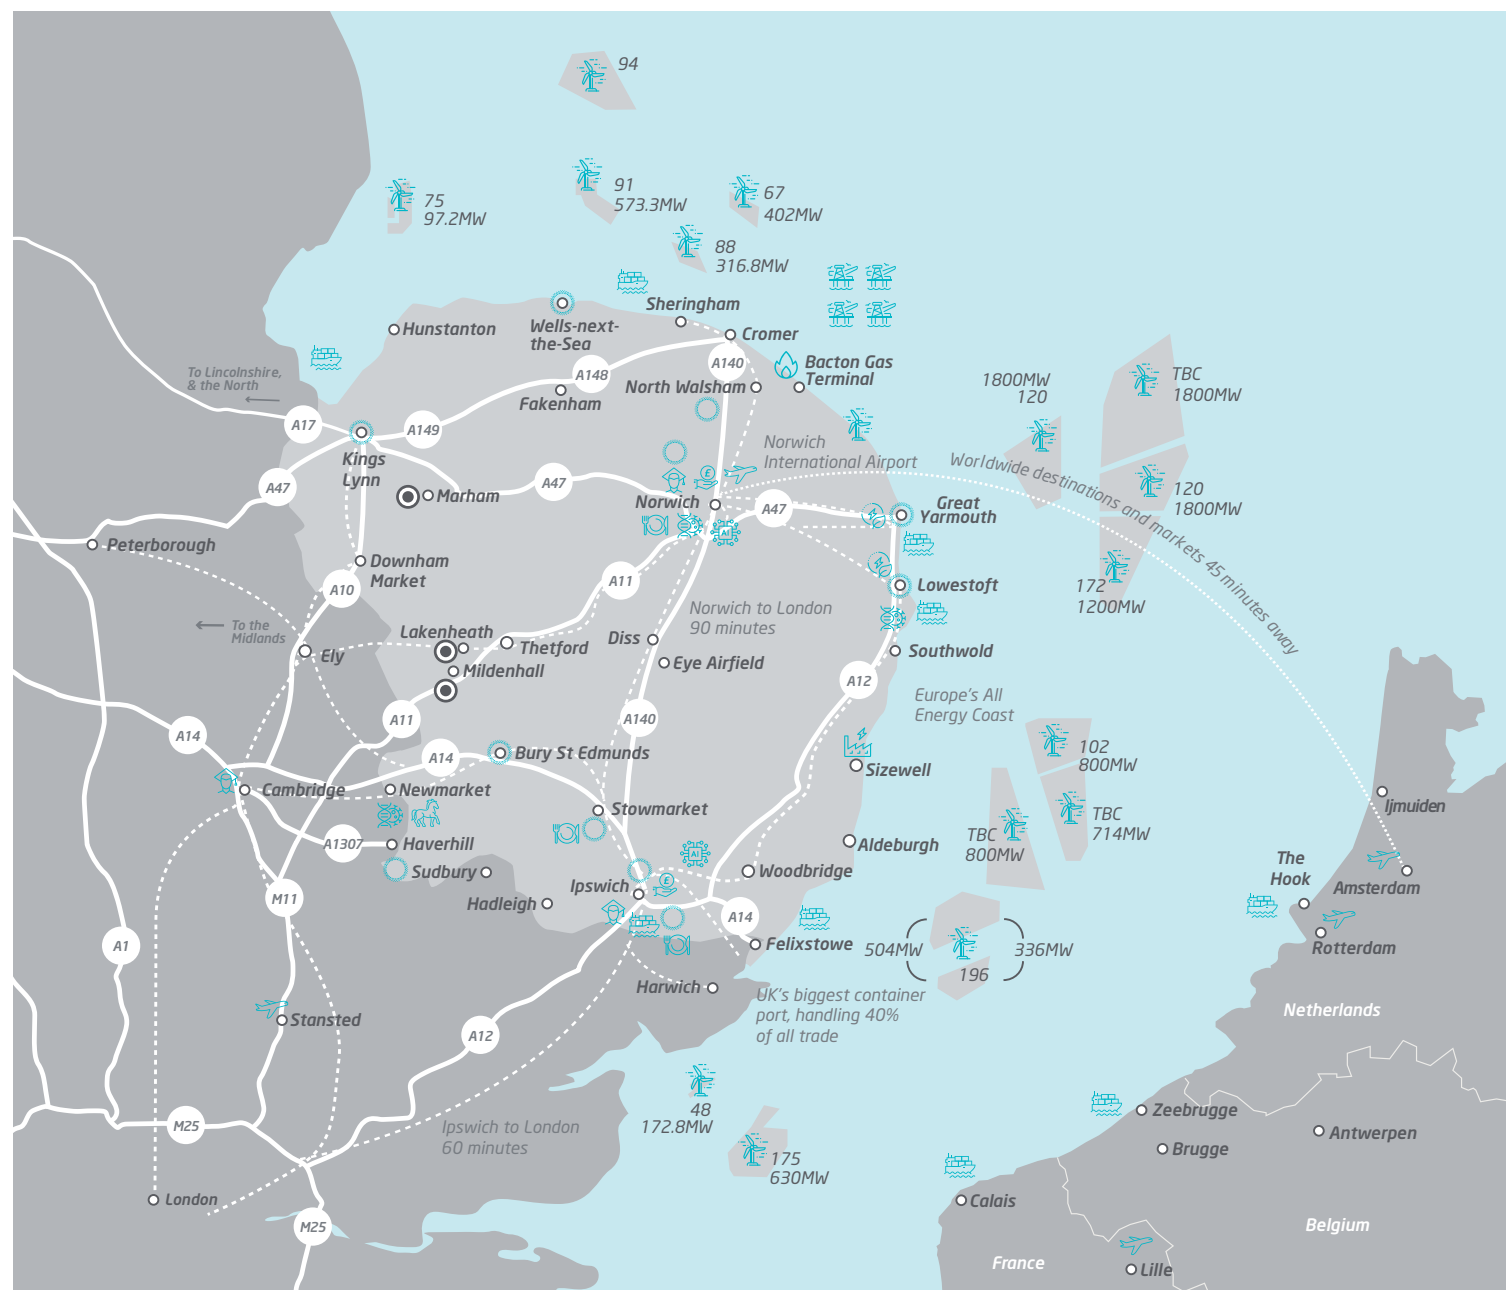 94
75
97.2MW
91
573.3MW
67
402MW
88
316.8MW
Sheringham
Hunstanton
Wells-next-
the-Sea
Cromer
To Lincolnshire,
& the North
A148
A140
Bacton Gas
Terminal
North Walsham
Fakenham
1800MW
120
TBC
1800MW
A17
A149
Kings
Lynn
Norwich
International Airport
Worldwide destinations and markets 45 minutes away
A47
Marham
A47
Norwich
A47
Great
Yarmouth
120
1800MW
Peterborough
Downham
Market
A10
A11
Lowestoft
172
1200MW
To the
Midlands
Ely
Lakenheath
Thetford
Mildenhall
Norwich to London
90 minutes
Diss
Eye Airfield
Southwold
A12
Europe's All
Energy Coast
A14
A11
A140
A14
Bury St Edmunds
102
800MW
Sizewell
Cambridge
Newmarket
Stowmarket
Ijmuiden
TBC
714MW
TBC
800MW
A1307
Haverhill
Sudbury
Aldeburgh
Woodbridge
The
Hook
Amsterdam
M11
Hadleigh
Ipswich
A14
Felixstowe
504MW
336MW
196
Rotterdam
A1
Harwich
UK's biggest container
port, handling 40%
of all trade
Netherlands
Stansted
A12
48
172.8MW
Zeebrugge
Antwerpen
M25
Ipswich to London
60 minutes
175
630MW
Brugge
London
M25
Calais
Belgium
France
Lille